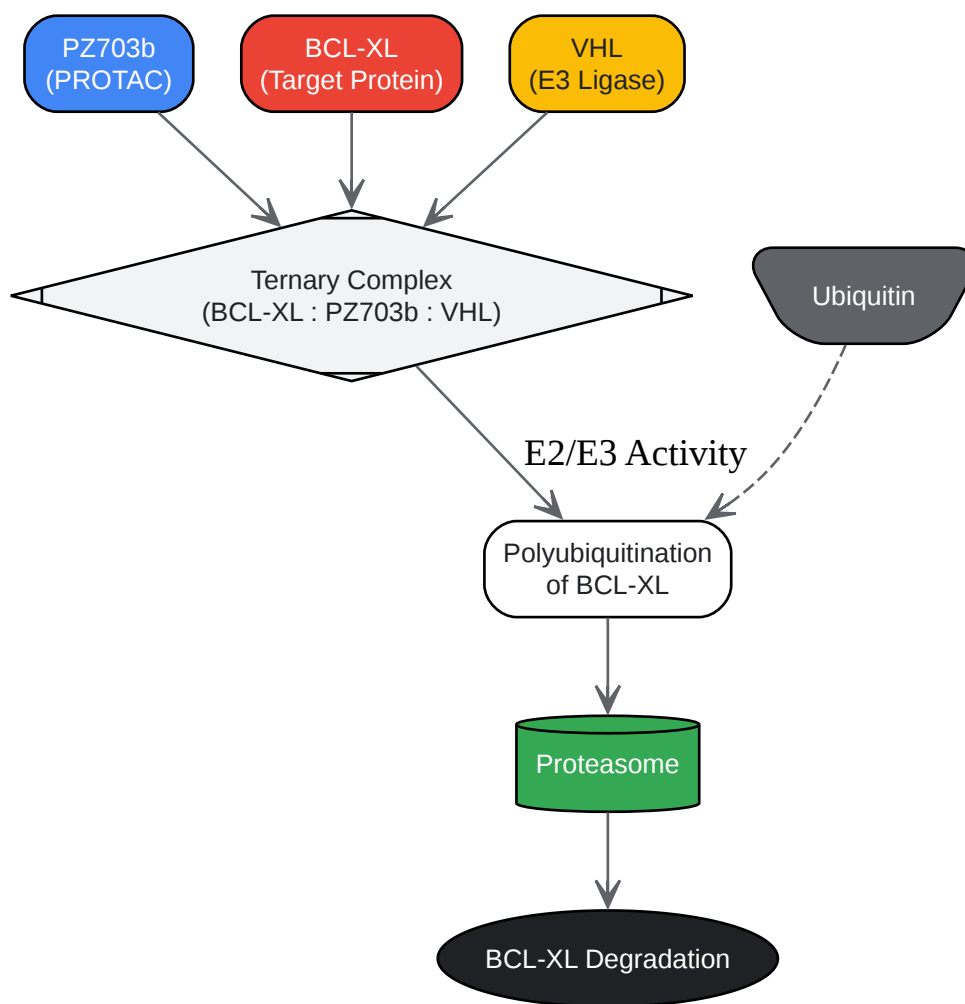 PZ703b
(PROTAC)
BCL-XL
(Target Protein)
VHL
(E3 Ligase)
Ternary Complex
(BCL-XL : PZ703b : VHL)
Ubiquitin
E2/E3 Activity
Polyubiquitination
of BCL-XL
Proteasome
BCL-XL Degradation